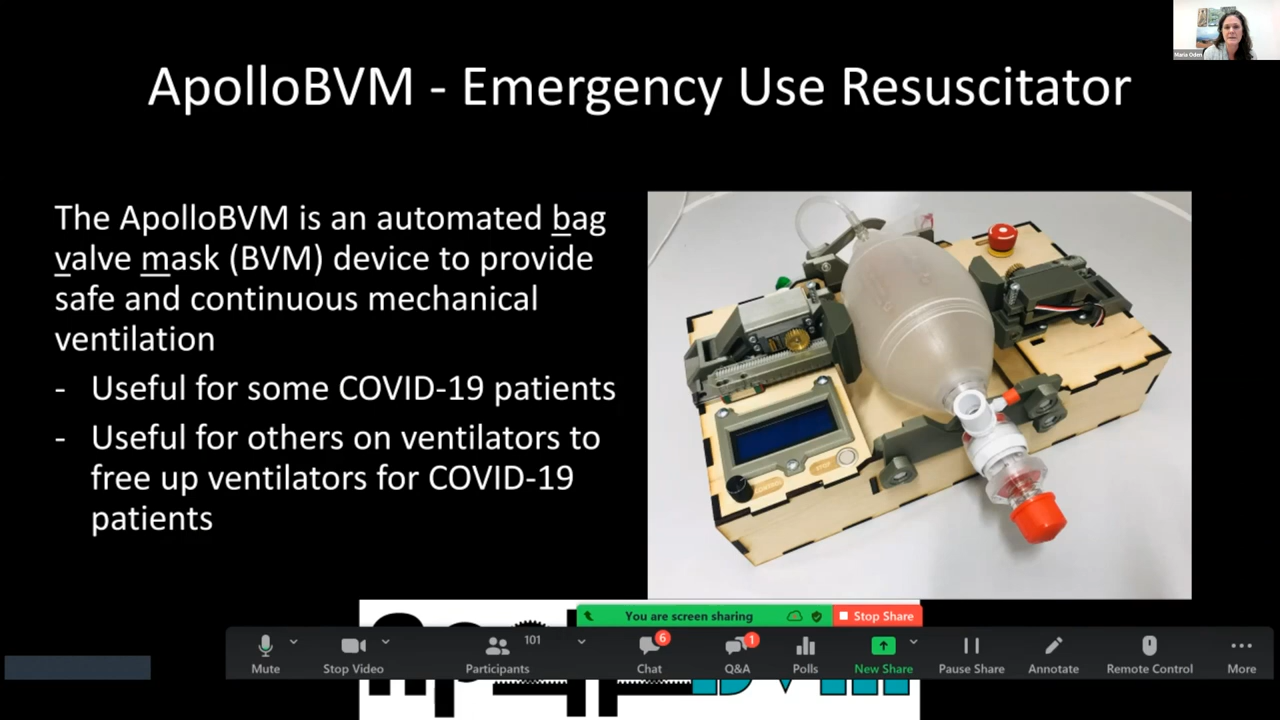 Maria Oden
ApolloBVM - Emergency Use Resuscitator
The ApolloBVM is an automated bag
valve mask (BVM) device to provide
safe and continuous mechanical
ventilation
- Useful for some COVID-19 patients
- Useful for others on ventilators to
free up ventilators for COVID-19
patients
STOP
You are screen sharing
Stop Share
101
6
1
Mute
Stop Video
Participants
Chat
Q&A
Polls
New Share
Pause Share
Annotate
Remote Control
More